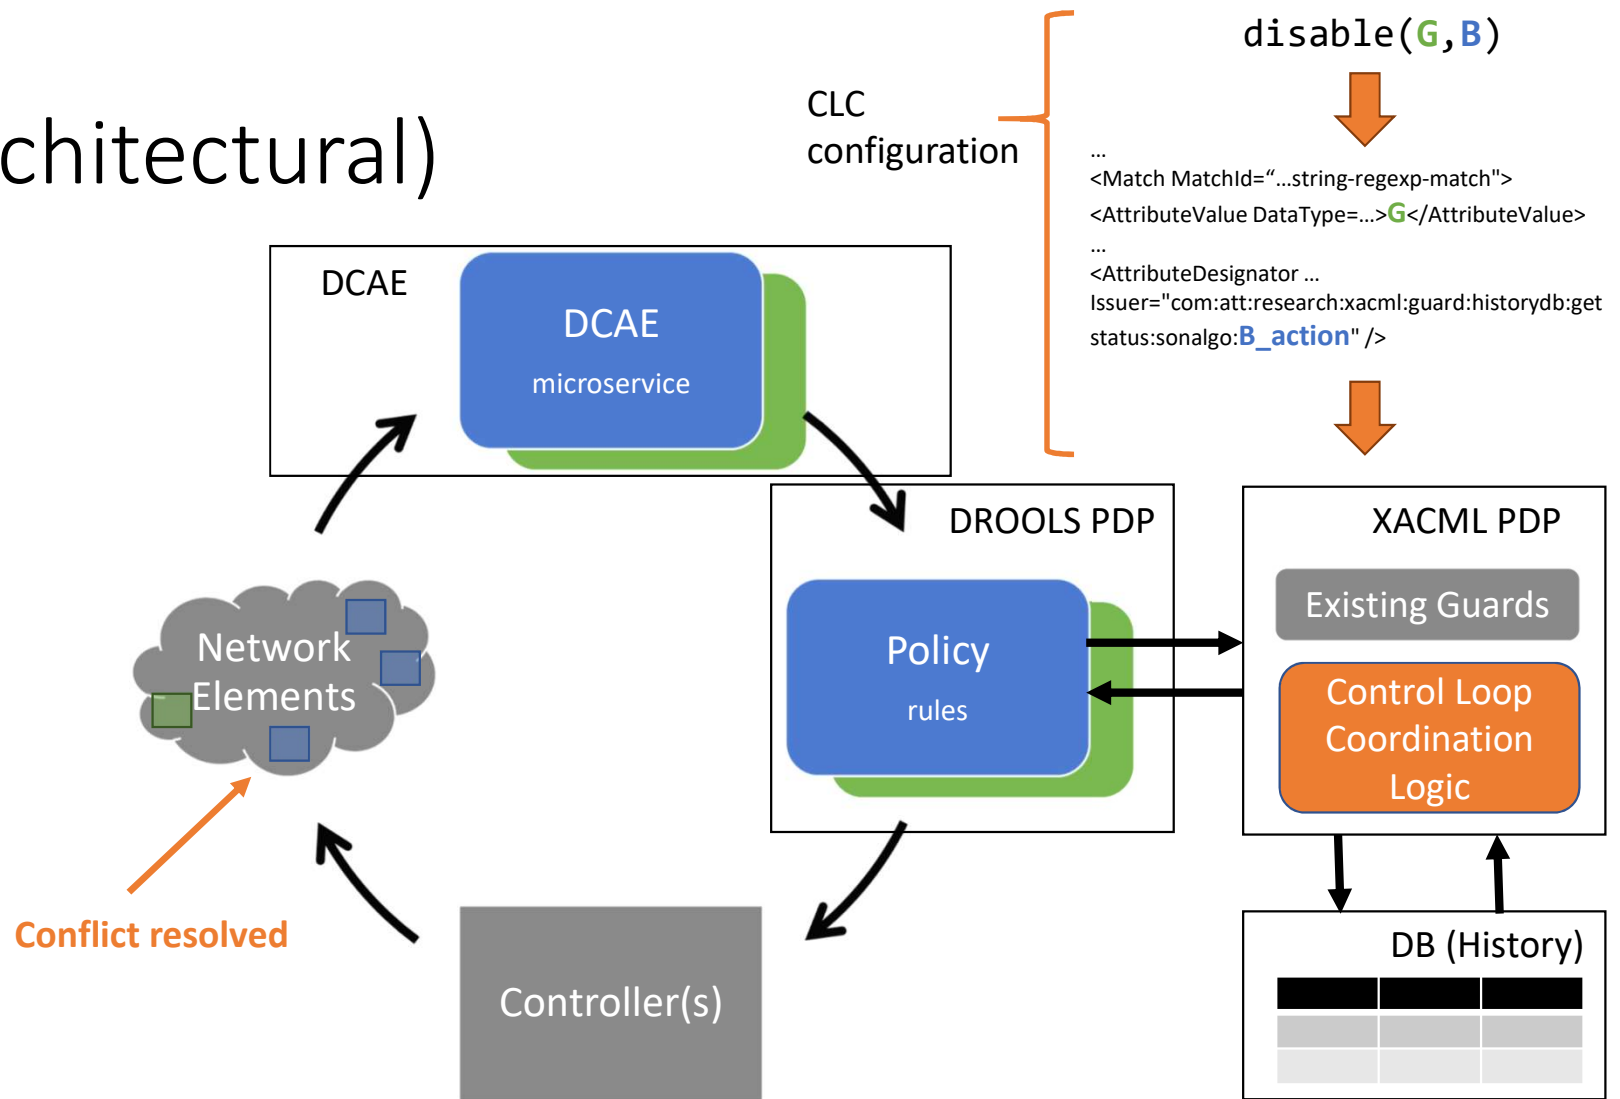 chitectural)
CLC
configuration
disable(G,B)
...
<Match MatchId=“...string-regexp-match">
<AttributeValue DataType=...>G</AttributeValue>
...
<AttributeDesignator ...
Issuer="com:att:research:xacml:guard:historydb:get
status:sonalgo:B_action" />
DCAE
DCAE
microservice
DROOLS PDP
Policy
rules
XACML PDP
Existing Guards
Control Loop
Coordination
Logic
Network
Elements
Conflict resolved
Controller(s)
DB (History)